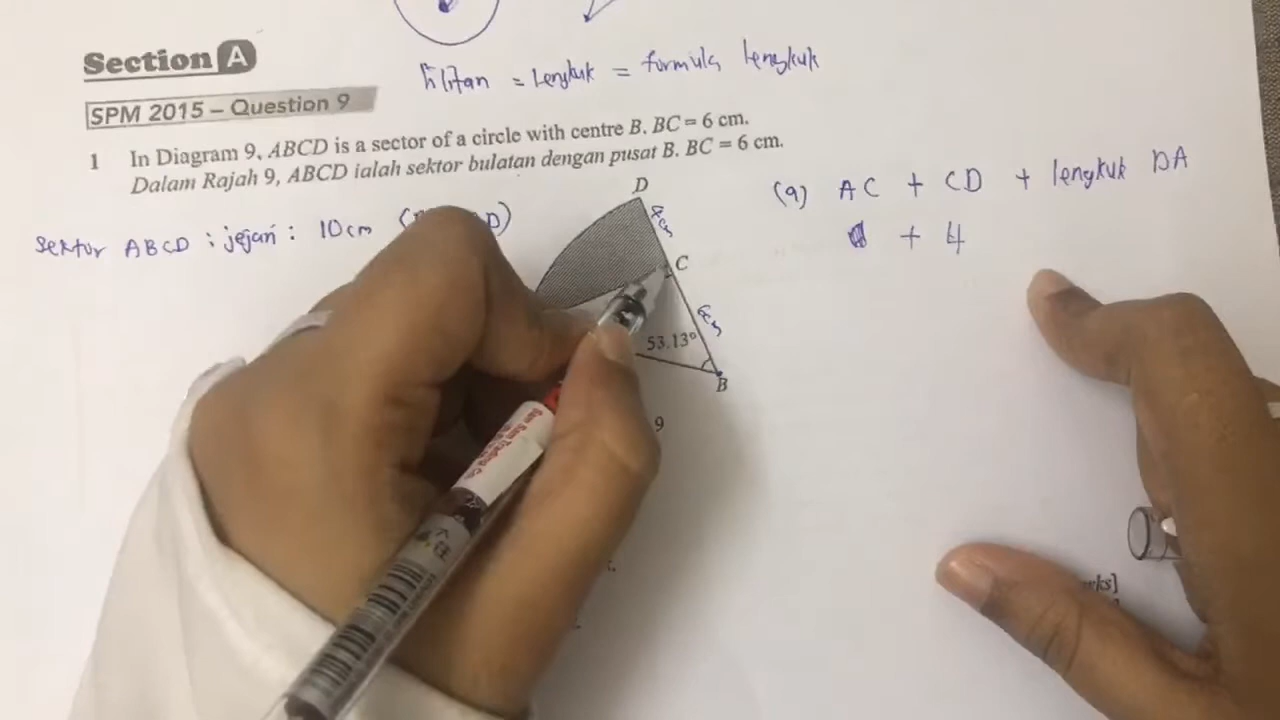 lilitan = lengkuk = formula lengkuk
Section A
SPM 2015 – Question 9
1 In Diagram 9, ABCD is a sector of a circle with centre B. BC = 6 cm.
Dalam Rajah 9, ABCD ialah sektor bulatan dengan pusat B. BC = 6 cm.
sektor ABCD : jejari : 10cm
D
4cm
C
6cm
53.13°
B
9
(a) AC + CD + lengkuk DA
+ 4